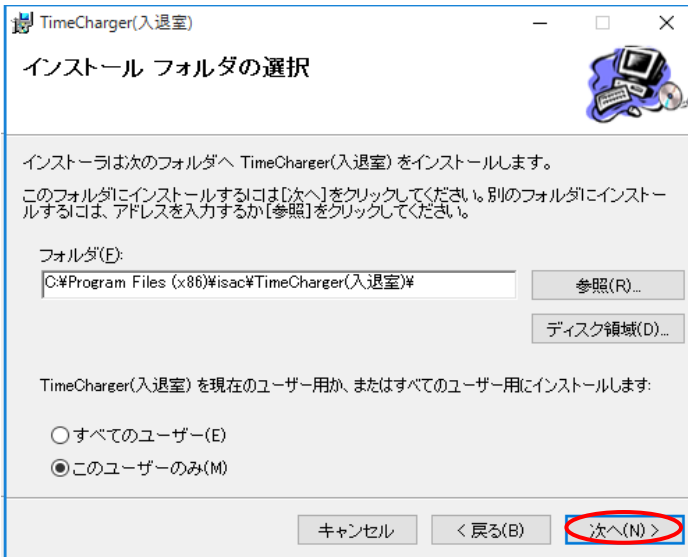 TimeCharger(入退室)
インストール フォルダの選択
インストーラは次のフォルダへ TimeCharger(入退室) をインストールします。
このフォルダにインストールするには[次へ]をクリックしてください。別のフォルダにインストー
ルするには、アドレスを入力するか[参照]をクリックしてください。
フォルダ(F):
C:¥Program Files (x86)¥isac¥TimeCharger(入退室)¥
参照(R)...
ディスク領域(D)...
TimeCharger(入退室) を現在のユーザー用か、またはすべてのユーザー用にインストールします:
すべてのユーザー(E)
このユーザーのみ(M)
キャンセル
< 戻る(B)
次へ(N) >